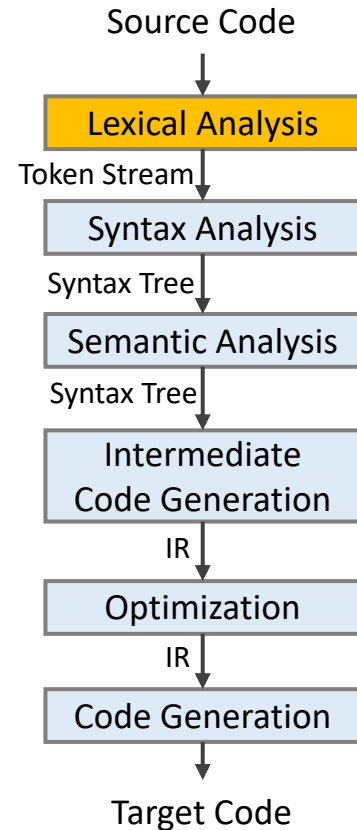 Source Code
Lexical Analysis
Token Stream
Syntax Analysis
Syntax Tree
Semantic Analysis
Syntax Tree
Intermediate
Code Generation
IR
Optimization
IR
Code Generation
Target Code